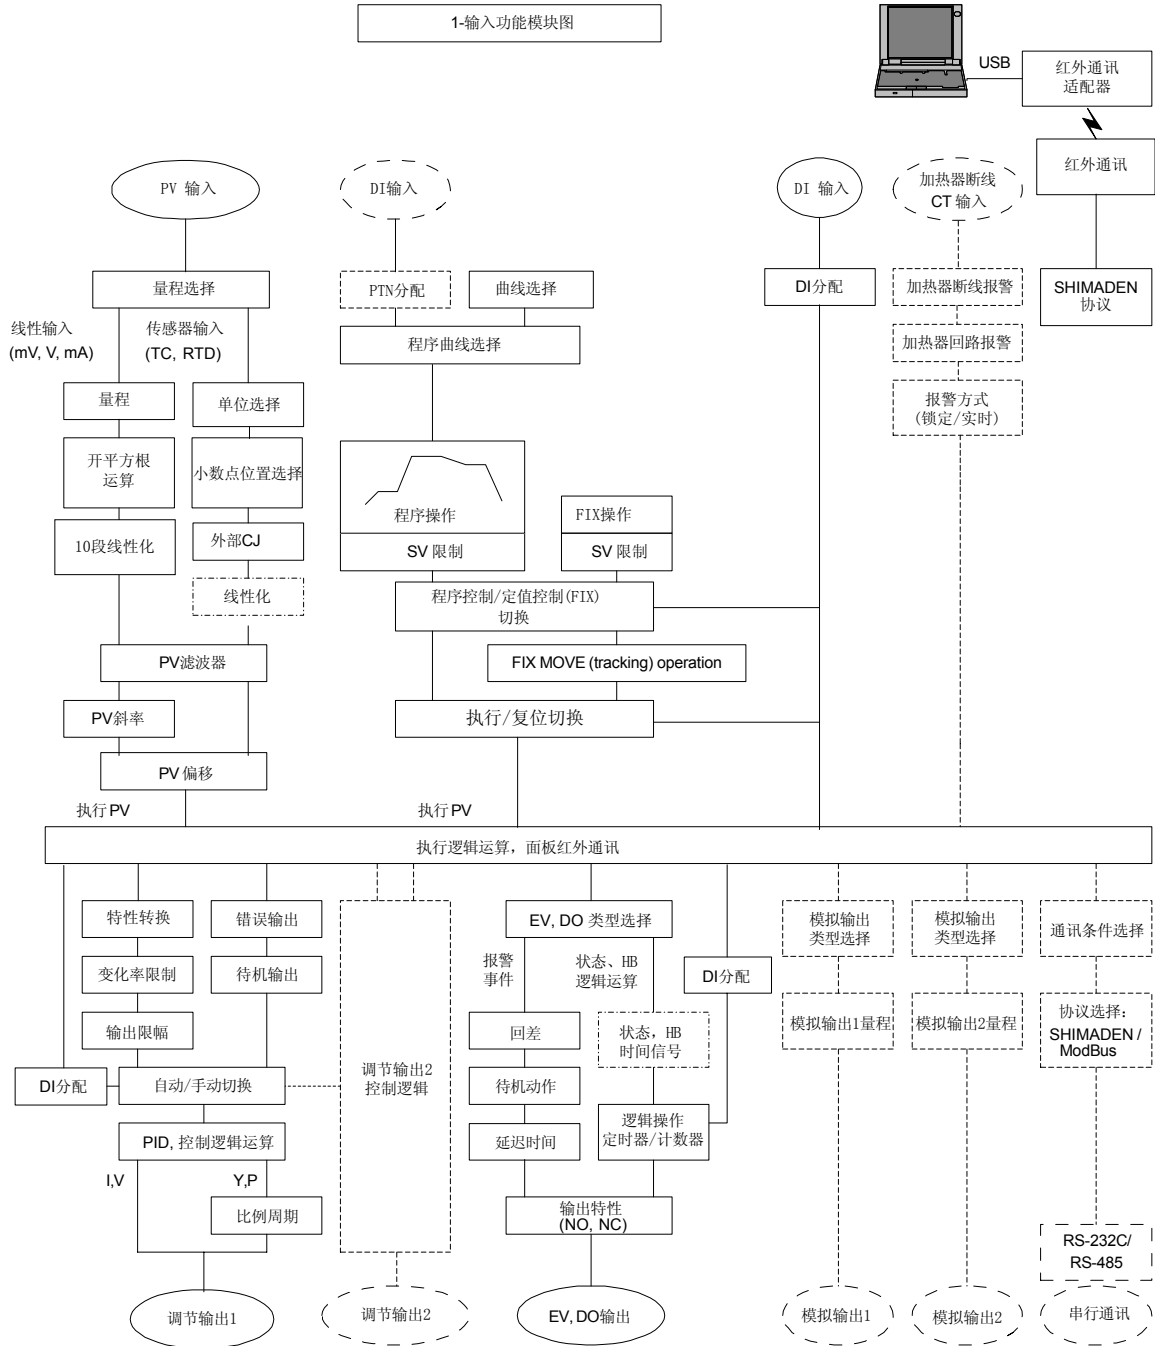 1-输入功能模块图
USB
红外通讯
适配器
红外通讯
SHIMADEN
协议
PV 输入
DI输入
DI 输入
加热器断线
CT 输入
量程选择
PTN分配
曲线选择
DI分配
加热器断线报警
线性输入
(mV, V, mA)
传感器输入
(TC, RTD)
程序曲线选择
加热器回路报警
量程
单位选择
报警方式
(锁定/实时)
开平方根
运算
小数点位置选择
程序操作
FIX操作
10段线性化
外部CJ
SV 限制
SV 限制
线性化
程序控制/定值控制(FIX)
切换
PV滤波器
FIX MOVE (tracking) operation
PV斜率
执行/复位切换
PV 偏移
执行 PV
执行 PV
执行逻辑运算，面板红外通讯
特性转换
错误输出
EV, DO 类型选择
模拟输出
类型选择
模拟输出
类型选择
通讯条件选择
变化率限制
待机输出
报警
事件
状态、HB
逻辑运算
DI分配
输出限幅
回差
状态，HB
时间信号
模拟输出1量程
模拟输出2量程
协议选择：
SHIMADEN /
ModBus
DI分配
自动/手动切换
调节输出2
控制逻辑
待机动作
PID, 控制逻辑运算
延迟时间
逻辑操作
定时器/计数器
I,V
Y,P
比例周期
输出特性
(NO, NC)
RS-232C/
RS-485
调节输出1
调节输出2
EV, DO输出
模拟输出1
模拟输出2
串行通讯